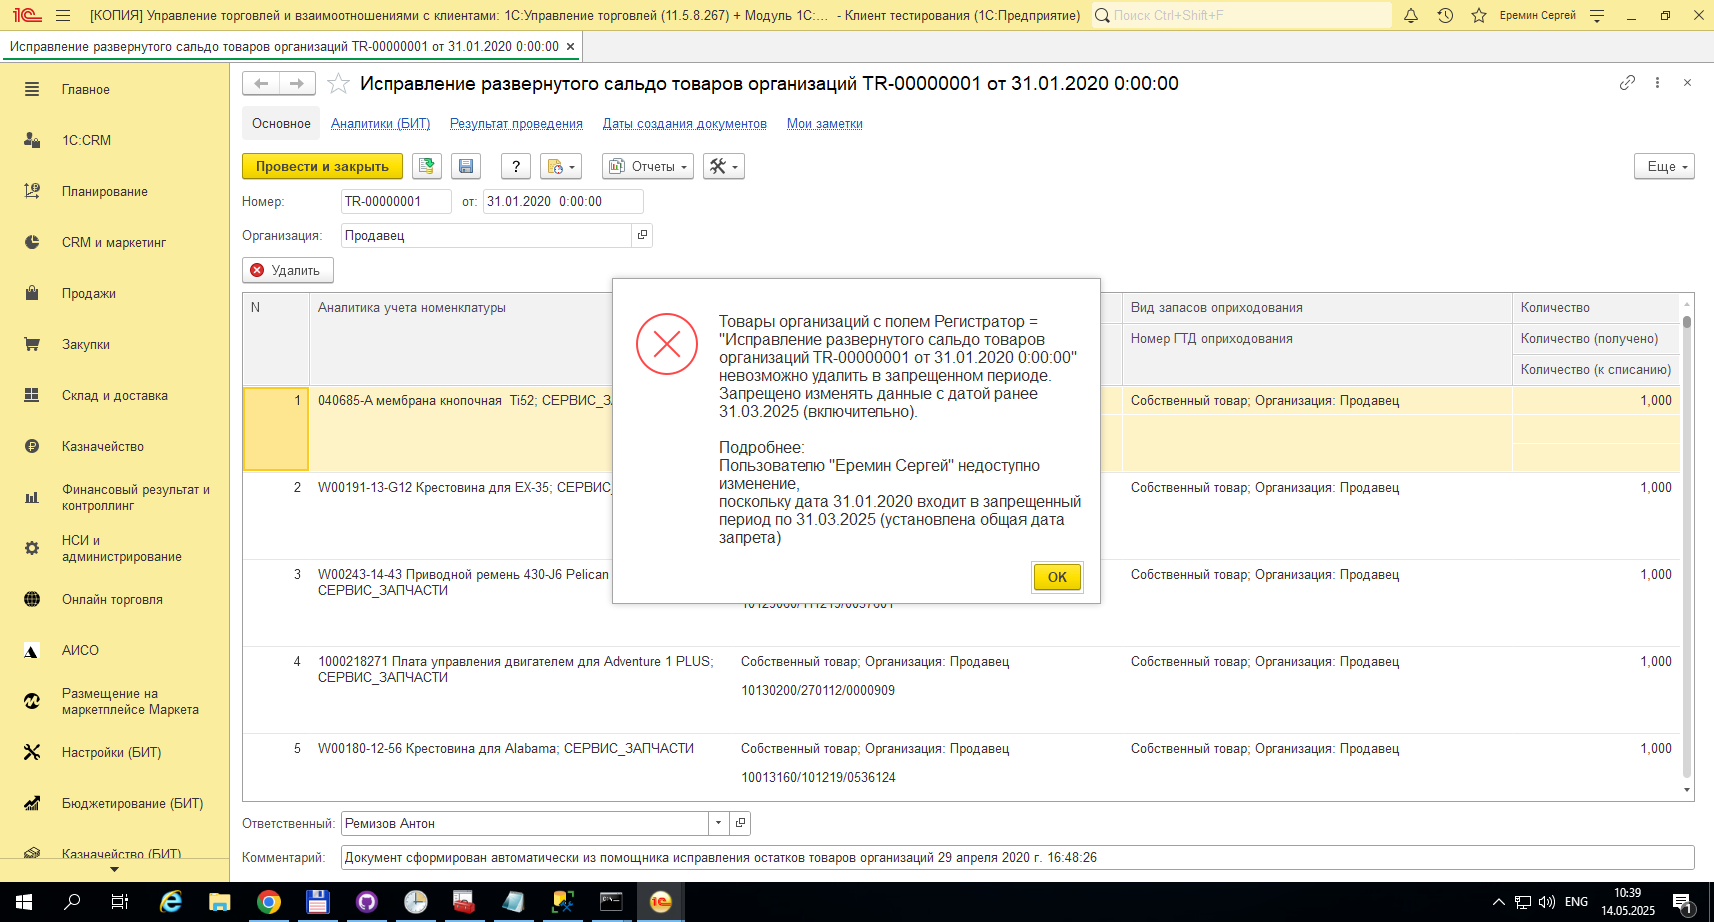 [КОПИЯ] Управление торговлей и взаимоотношениями с клиентами: 1С:Управление торговлей (11.5.8.267) + Модуль 1С:... - Клиент тестирования (1С:Предприятие)
Поиск Ctrl+Shift+F
Еремин Сергей
Исправление развернутого сальдо товаров организаций TR-00000001 от 31.01.2020 0:00:00
Главное
1С:CRM
Планирование
CRM и маркетинг
Продажи
Закупки
Склад и доставка
Казначейство
Финансовый результат и
контроллинг
НСИ и
администрирование
Онлайн торговля
АИСО
Размещение на
маркетплейсе Маркета
Настройки (БИТ)
Бюджетирование (БИТ)
Казначейство (БИТ)
Исправление развернутого сальдо товаров организаций TR-00000001 от 31.01.2020 0:00:00
Основное
Аналитики (БИТ)
Результат проведения
Даты создания документов
Мои заметки
Провести и закрыть
?
Отчеты
Еще
Номер:
TR-00000001
от:
31.01.2020 0:00:00
Организация:
Продавец
Удалить
N
Аналитика учета номенклатуры
Вид запасов оприходования
Количество
Номер ГТД оприходования
Количество (получено)
Количество (к списанию)
1
040685-А мембрана кнопочная Ti52; СЕРВИС_ЗА
Собственный товар; Организация: Продавец
1,000
2
W00191-13-G12 Крестовина для EX-35; СЕРВИС_
Собственный товар; Организация: Продавец
1,000
3
W00243-14-43 Приводной ремень 430-J6 Pelican
СЕРВИС_ЗАПЧАСТИ
10129060/111219/0037601
Собственный товар; Организация: Продавец
1,000
4
1000218271 Плата управления двигателем для Adventure 1 PLUS;
СЕРВИС_ЗАПЧАСТИ
Собственный товар; Организация: Продавец
10130200/270112/0000909
Собственный товар; Организация: Продавец
1,000
5
W00180-12-56 Крестовина для Alabama; СЕРВИС_ЗАПЧАСТИ
Собственный товар; Организация: Продавец
10013160/101219/0536124
Собственный товар; Организация: Продавец
1,000
Товары организаций с полем Регистратор =
"Исправление развернутого сальдо товаров
организаций TR-00000001 от 31.01.2020 0:00:00"
невозможно удалить в запрещенном периоде.
Запрещено изменять данные с датой ранее
31.03.2025 (включительно).
Подробнее:
Пользователю "Еремин Сергей" недоступно
изменение,
поскольку дата 31.01.2020 входит в запрещенный
период по 31.03.2025 (установлена общая дата
запрета)
OK
Ответственный:
Ремизов Антон
Комментарий:
Документ сформирован автоматически из помощника исправления остатков товаров организаций 29 апреля 2020 г. 16:48:26
ENG
10:39
14.05.2025
1